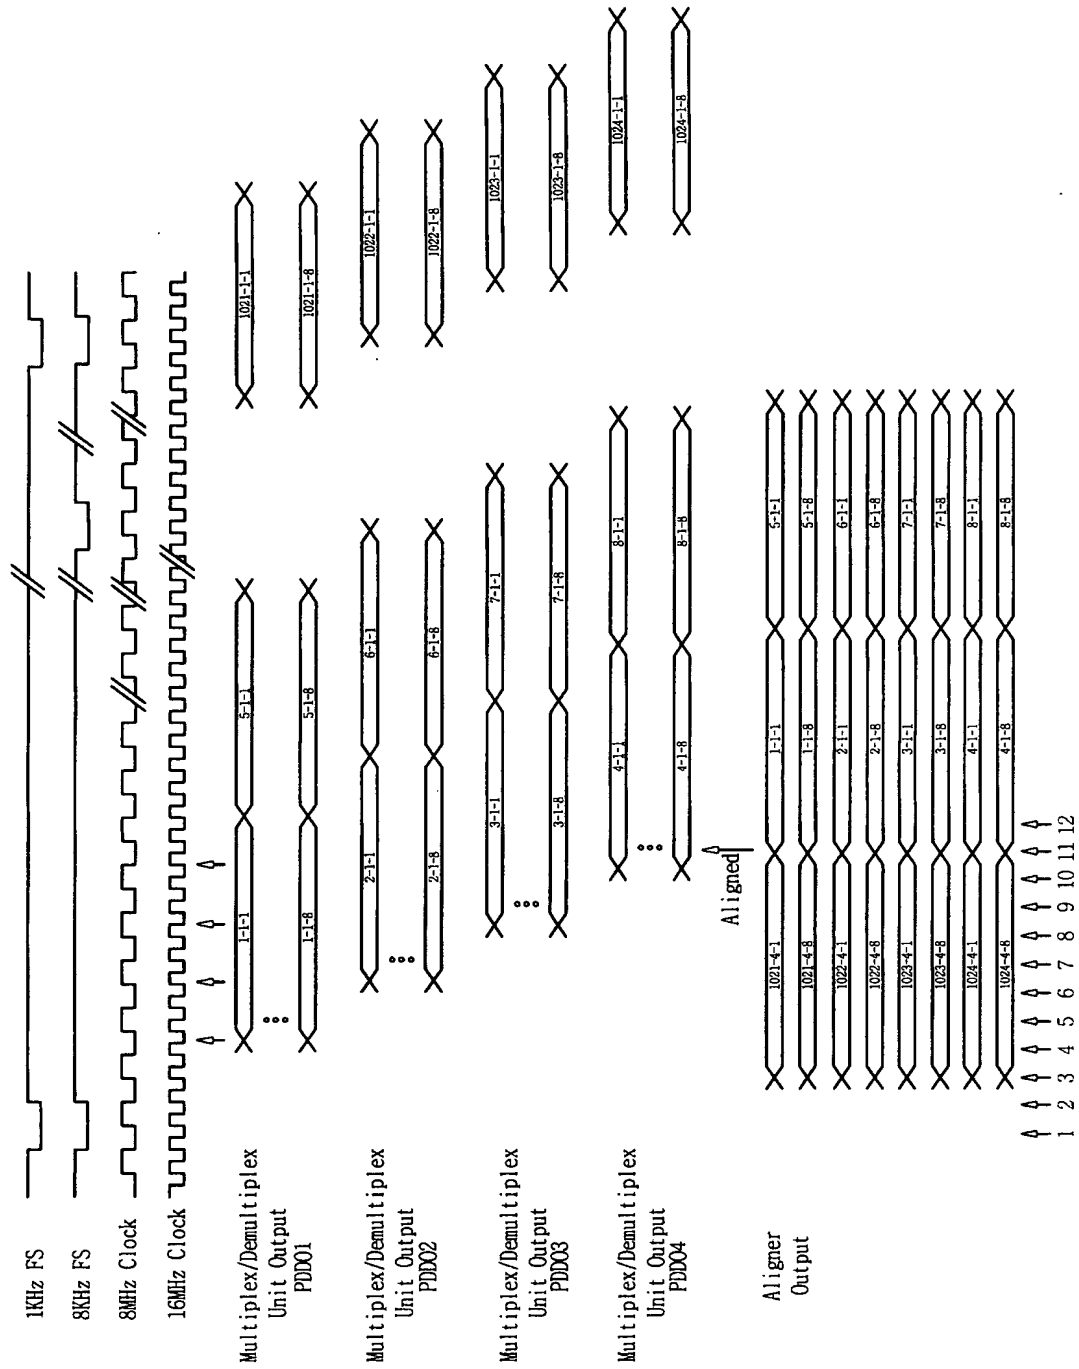 1KHz FS
8KHz FS
8MHz Clock
16MHz Clock
Multiplex/Demultiplex
Unit Output
PDDO1
1-1-1
5-1-1
1021-1-1
1-1-8
5-1-8
1021-1-8
Multiplex/Demultiplex
Unit Output
PDDO2
2-1-1
6-1-1
1022-1-1
2-1-8
6-1-8
1022-1-8
Multiplex/Demultiplex
Unit Output
PDDO3
3-1-1
7-1-1
1023-1-1
3-1-8
7-1-8
1023-1-8
Multiplex/Demultiplex
Unit Output
PDDO4
4-1-1
8-1-1
1024-1-1
4-1-8
8-1-8
1024-1-8
Aligned
Aligner
Output
1021-4-1
1-1-1
5-1-1
1021-4-8
1-1-8
5-1-8
1022-4-1
2-1-1
6-1-1
1022-4-8
2-1-8
6-1-8
1023-4-1
3-1-1
7-1-1
1023-4-8
3-1-8
7-1-8
1024-4-1
4-1-1
8-1-1
1024-4-8
4-1-8
8-1-8
1 2 3 4 5 6 7 8 9 10 11 12